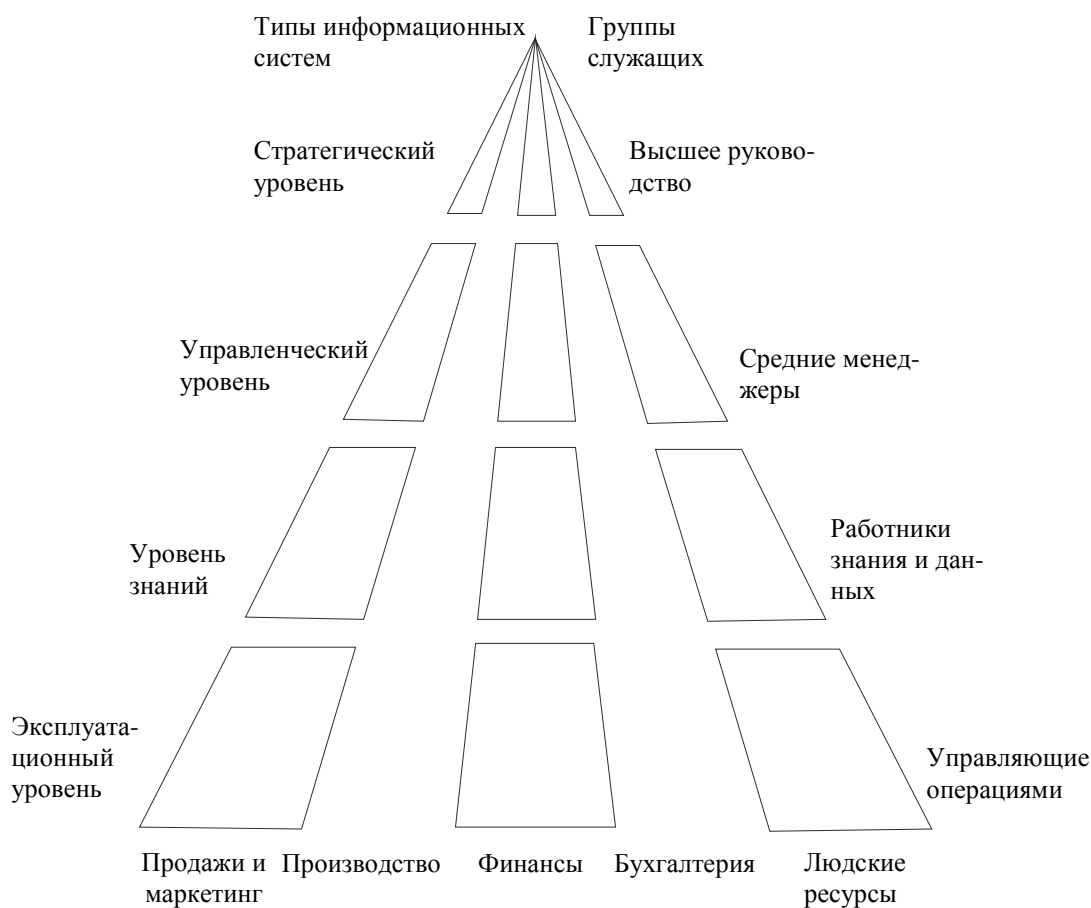 Типы информационных
систем
Группы
служащих
Стратегический
уровень
Высшее руково-
дство
Управленческий
уровень
Средние менед-
жеры
Уровень
знаний
Работники
знания и дан-
ных
Эксплуата-
ционный
уровень
Управляющие
операциями
Продажи и
маркетинг
Производство
Финансы
Бухгалтерия
Людские
ресурсы